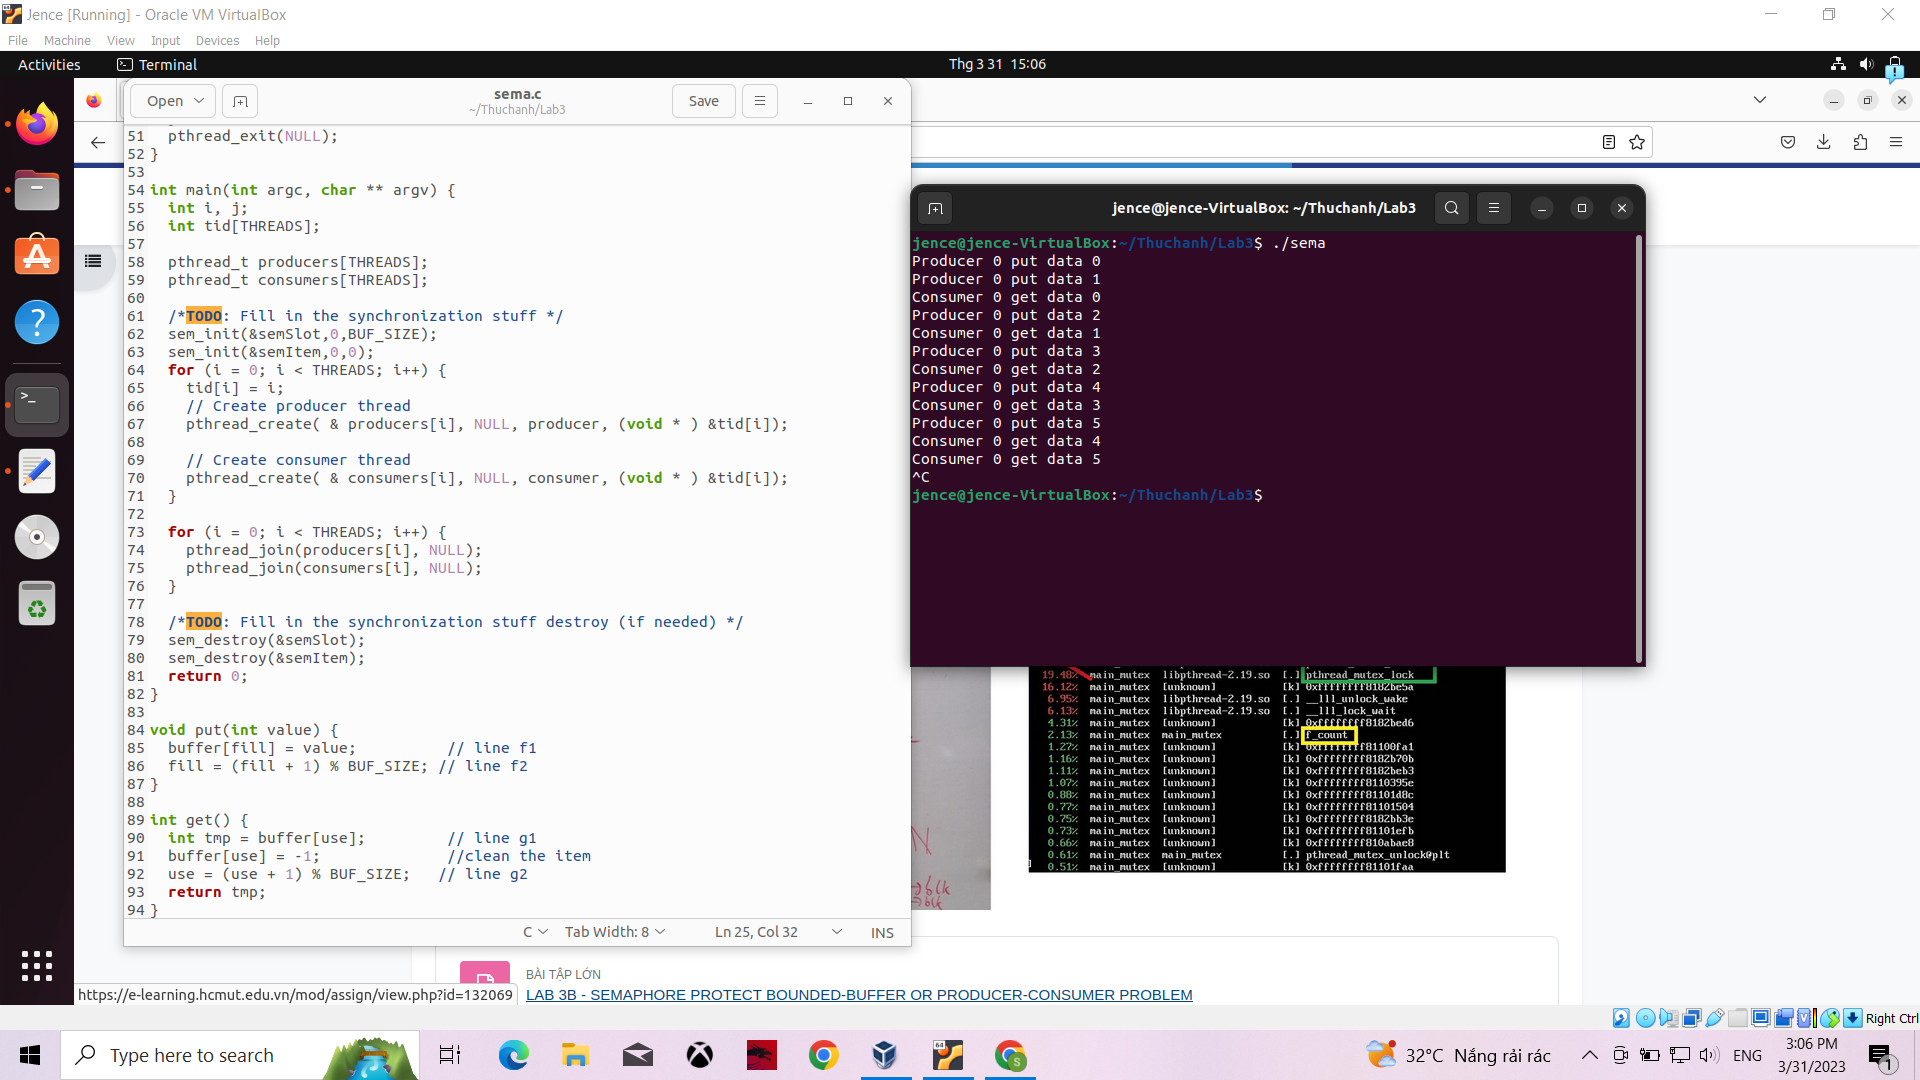 Jence [Running] - Oracle VM VirtualBox
File Machine View Input Devices Help
Activities Terminal Thg 3 31 15:06
Open sema.c Save
~/Thuchanh/Lab3
51 pthread_exit(NULL);
52 }
53
54 int main(int argc, char ** argv) {
55 int i, j;
56 int tid[THREADS];
57
58 pthread_t producers[THREADS];
59 pthread_t consumers[THREADS];
60
61 /*TODO: Fill in the synchronization stuff */
62 sem_init(&semSlot,0,BUF_SIZE);
63 sem_init(&semItem,0,0);
64 for (i = 0; i < THREADS; i++) {
65 tid[i] = i;
66 // Create producer thread
67 pthread_create( & producers[i], NULL, producer, (void * ) &tid[i]);
68
69 // Create consumer thread
70 pthread_create( & consumers[i], NULL, consumer, (void * ) &tid[i]);
71 }
72
73 for (i = 0; i < THREADS; i++) {
74 pthread_join(producers[i], NULL);
75 pthread_join(consumers[i], NULL);
76 }
77
78 /*TODO: Fill in the synchronization stuff destroy (if needed) */
79 sem_destroy(&semSlot);
80 sem_destroy(&semItem);
81 return 0;
82 }
83
84 void put(int value) {
85 buffer[fill] = value; // line f1
86 fill = (fill + 1) % BUF_SIZE; // line f2
87 }
88
89 int get() {
90 int tmp = buffer[use]; // line g1
91 buffer[use] = -1; //clean the item
92 use = (use + 1) % BUF_SIZE; // line g2
93 return tmp;
94 }
C Tab Width: 8 Ln 25, Col 32 INS
jence@jence-VirtualBox: ~/Thuchanh/Lab3
jence@jence-VirtualBox:~/Thuchanh/Lab3$ ./sema
Producer 0 put data 0
Producer 0 put data 1
Consumer 0 get data 0
Producer 0 put data 2
Consumer 0 get data 1
Producer 0 put data 3
Consumer 0 get data 2
Producer 0 put data 4
Consumer 0 get data 3
Producer 0 put data 5
Consumer 0 get data 4
Consumer 0 get data 5
^C
jence@jence-VirtualBox:~/Thuchanh/Lab3$
19.48% main_mutex libpthread-2.19.so [.] pthread_mutex_lock
16.12% main_mutex [unknown] [k] 0xffffffff8182be5a
6.95% main_mutex libpthread-2.19.so [.] __lll_unlock_wake
6.13% main_mutex libpthread-2.19.so [.] __lll_lock_wait
4.31% main_mutex [unknown] [k] 0xffffffff8182bed6
2.13% main_mutex main_mutex [.] f_count
1.27% main_mutex [unknown] [k] 0xffffffff81100fa1
1.16% main_mutex [unknown] [k] 0xffffffff8182b70b
1.11% main_mutex [unknown] [k] 0xffffffff8182beb3
1.07% main_mutex [unknown] [k] 0xffffffff8110395e
0.88% main_mutex [unknown] [k] 0xffffffff81101d8c
0.77% main_mutex [unknown] [k] 0xffffffff81101504
0.75% main_mutex [unknown] [k] 0xffffffff8182bb3e
0.73% main_mutex [unknown] [k] 0xffffffff81101efb
0.66% main_mutex [unknown] [k] 0xffffffff810abae8
0.61% main_mutex main_mutex [.] pthread_mutex_unlock@plt
0.51% main_mutex [unknown] [k] 0xffffffff81101faa
BÀI TẬP LỚN
LAB 3B - SEMAPHORE PROTECT BOUNDED-BUFFER OR PRODUCER-CONSUMER PROBLEM
https://e-learning.hcmut.edu.vn/mod/assign/view.php?id=132069
Right Ctrl
Type here to search
32°C Nắng rải rác
ENG
3:06 PM
3/31/2023
1